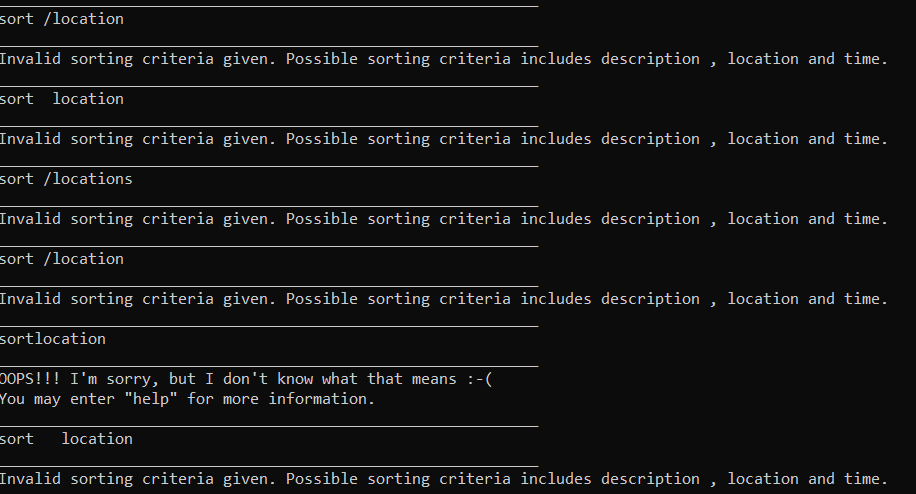 sort /location
Invalid sorting criteria given. Possible sorting criteria includes description , location and time.
sort  location
Invalid sorting criteria given. Possible sorting criteria includes description , location and time.
sort /locations
Invalid sorting criteria given. Possible sorting criteria includes description , location and time.
sort /location
Invalid sorting criteria given. Possible sorting criteria includes description , location and time.
sortlocation
OOPS!!! I'm sorry, but I don't know what that means :-(
You may enter "help" for more information.
sort   location
Invalid sorting criteria given. Possible sorting criteria includes description , location and time.